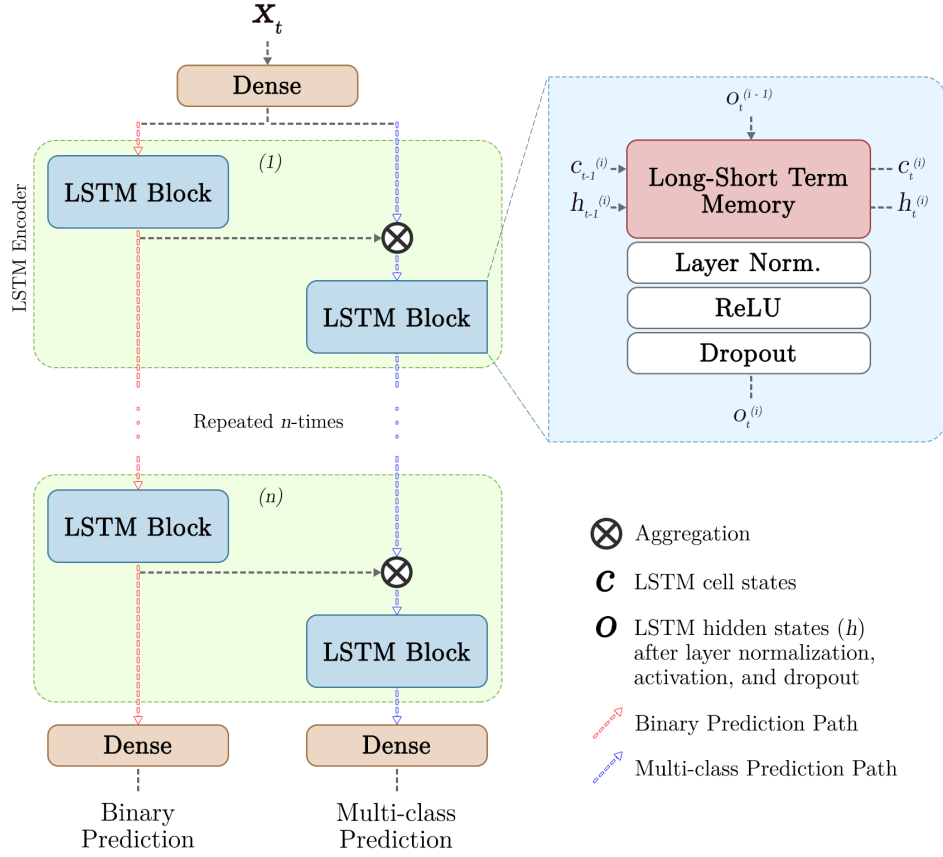 X_t
Dense
LSTM Encoder
(1)
LSTM Block
LSTM Block
Repeated n-times
(n)
LSTM Block
LSTM Block
Dense
Dense
Binary
Prediction
Multi-class
Prediction
O_t^(i - 1)
c_t-1^(i)
h_t-1^(i)
Long-Short Term
Memory
c_t^(i)
h_t^(i)
Layer Norm.
ReLU
Dropout
O_t^(i)
Aggregation
C LSTM cell states
O LSTM hidden states (h)
after layer normalization,
activation, and dropout
Binary Prediction Path
Multi-class Prediction Path